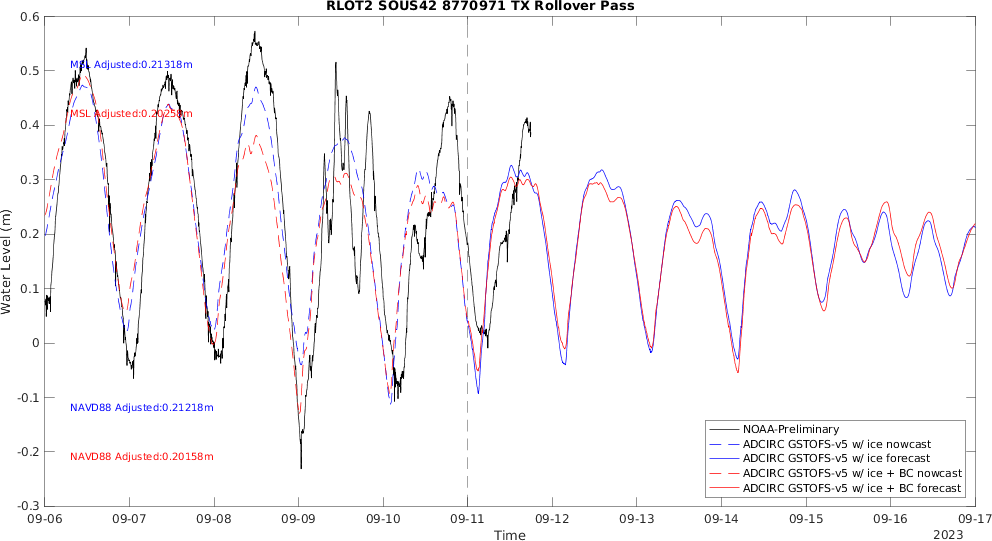 RLOT2 SOUS42 8770971 TX Rollover Pass
0.6
0.5
0.4
0.3
0.2
0.1
0
-0.1
-0.2
-0.3
Water Level (m)
MSL Adjusted:0.21318m
MSL Adjusted:0.20258m
NAVD88 Adjusted:0.21218m
NAVD88 Adjusted:0.20158m
NOAA-Preliminary
ADCIRC GSTOFS-v5 w/ ice nowcast
ADCIRC GSTOFS-v5 w/ ice forecast
ADCIRC GSTOFS-v5 w/ ice + BC nowcast
ADCIRC GSTOFS-v5 w/ ice + BC forecast
09-06 09-07 09-08 09-09 09-10 09-11 09-12 09-13 09-14 09-15 09-16 09-17
Time
2023